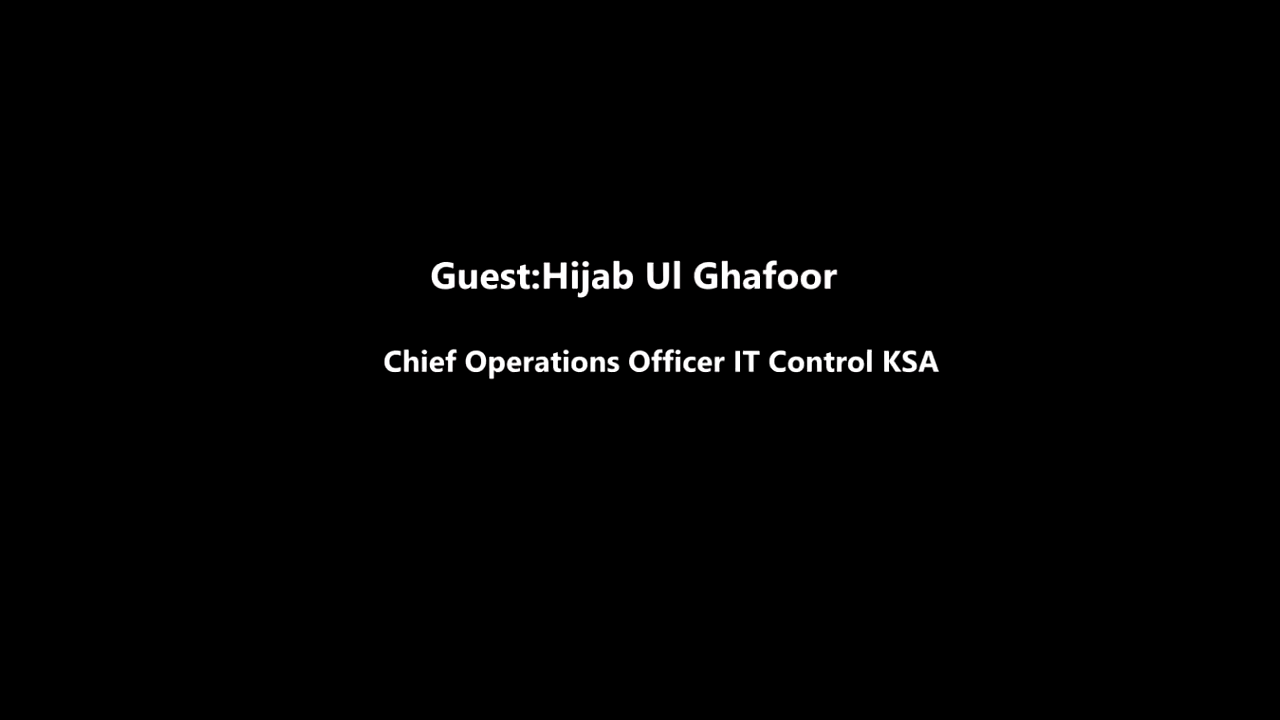 Guest:Hijab Ul Ghafoor
Chief Operations Officer IT Control KSA